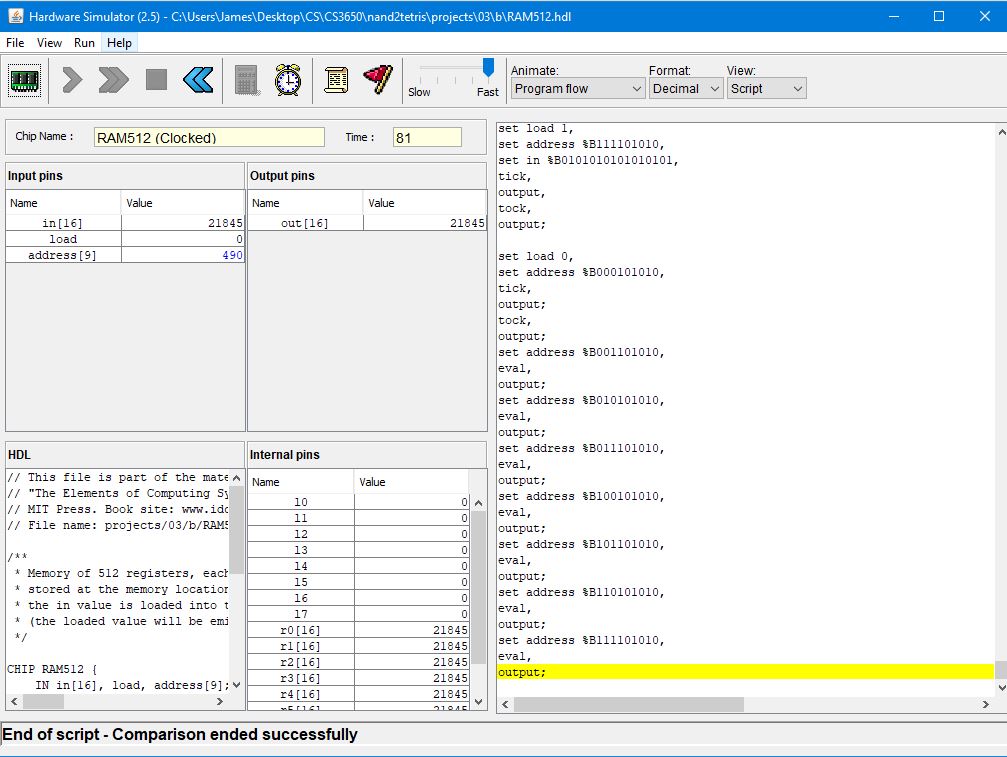 Hardware Simulator (2.5) - C:\Users\James\Desktop\CS\CS3650\nand2tetris\projects\03\b\RAM512.hdl
File View Run Help
Slow Fast
Animate: Format: View:
Program flow Decimal Script
Chip Name : RAM512 (Clocked) Time : 81
Input pins
Name Value
in[16] 21845
load 0
address[9] 490
Output pins
Name Value
out[16] 21845
HDL
// This file is part of the mate
// "The Elements of Computing Sy
// MIT Press. Book site: www.idc
// File name: projects/03/b/RAM5
/**
* Memory of 512 registers, each
* stored at the memory location
* the in value is loaded into t
* (the loaded value will be emi
*/
CHIP RAM512 {
IN in[16], load, address[9];
Internal pins
Name Value
l0 0
l1 0
l2 0
l3 0
l4 0
l5 0
l6 0
l7 0
r0[16] 21845
r1[16] 21845
r2[16] 21845
r3[16] 21845
r4[16] 21845
r5[16] 21845
set load 1,
set address %B111101010,
set in %B0101010101010101,
tick,
output,
tock,
output;
set load 0,
set address %B000101010,
tick,
output;
tock,
output;
set address %B001101010,
eval,
output;
set address %B010101010,
eval,
output;
set address %B011101010,
eval,
output;
set address %B100101010,
eval,
output;
set address %B101101010,
eval,
output;
set address %B110101010,
eval,
output;
set address %B111101010,
eval,
output;
End of script - Comparison ended successfully